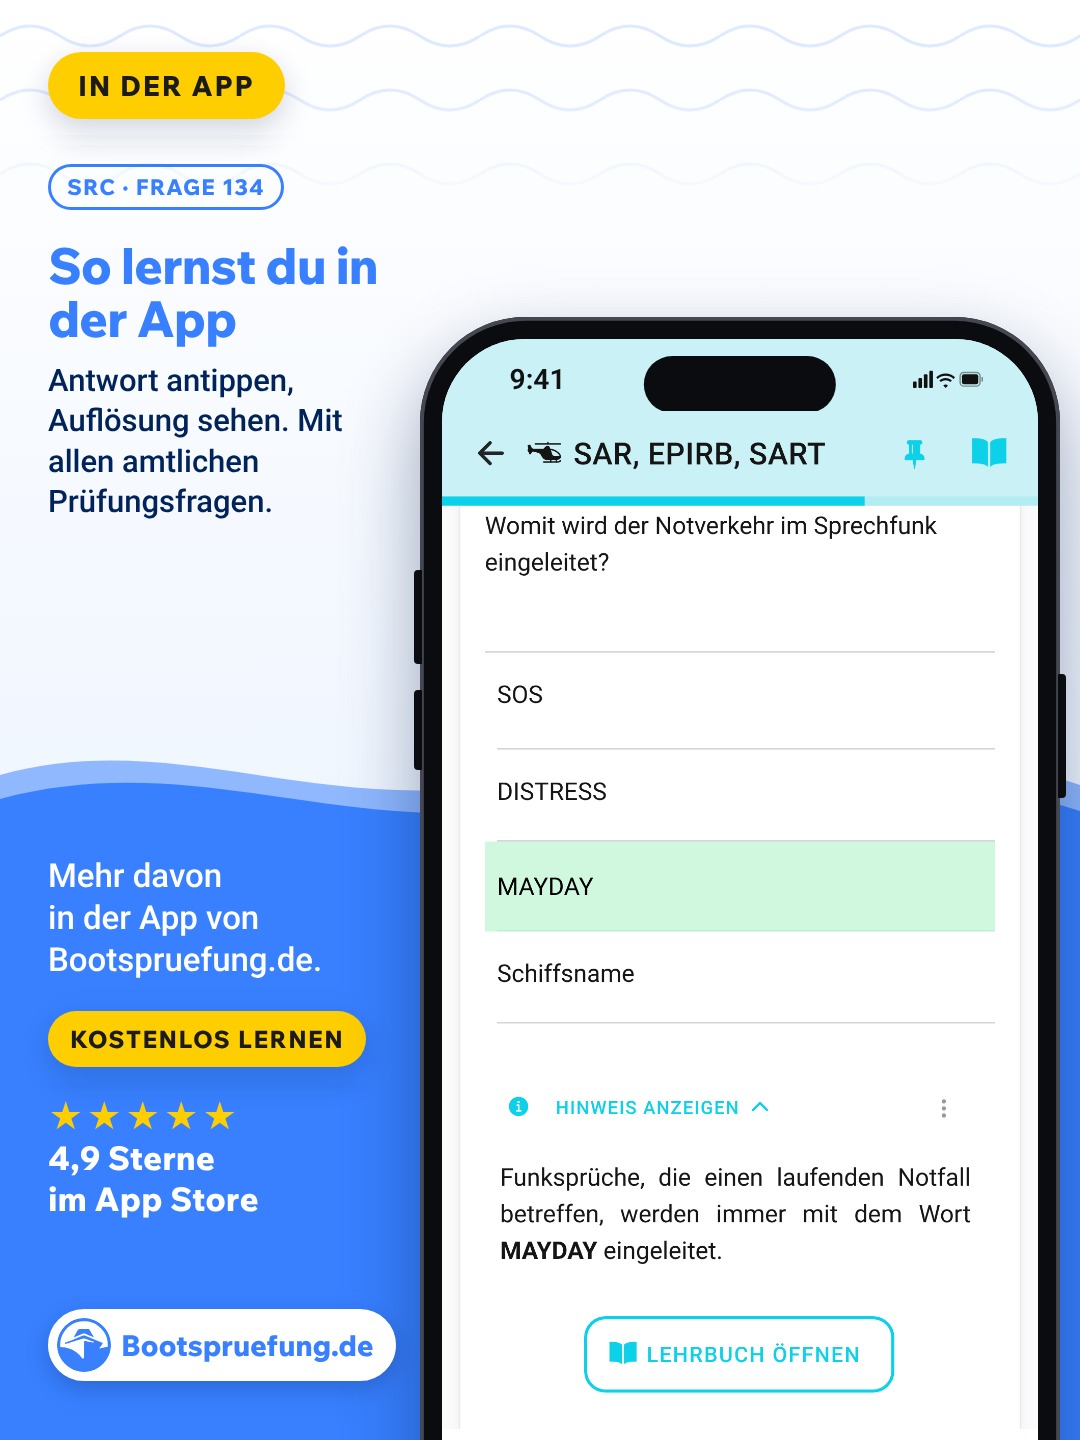 IN DER APP
SRC · FRAGE 134
So lernst du in
der App
Antwort antippen,
Auflösung sehen. Mit
allen amtlichen
Prüfungsfragen.
9:41
SAR, EPIRB, SART
Womit wird der Notverkehr im Sprechfunk
eingeleitet?
SOS
DISTRESS
MAYDAY
Schiffsname
HINWEIS ANZEIGEN
Funksprüche, die einen laufenden Notfall
betreffen, werden immer mit dem Wort
MAYDAY eingeleitet.
LEHRBUCH ÖFFNEN
Mehr davon
in der App von
Bootspruefung.de.
KOSTENLOS LERNEN
4,9 Sterne
im App Store
Bootspruefung.de